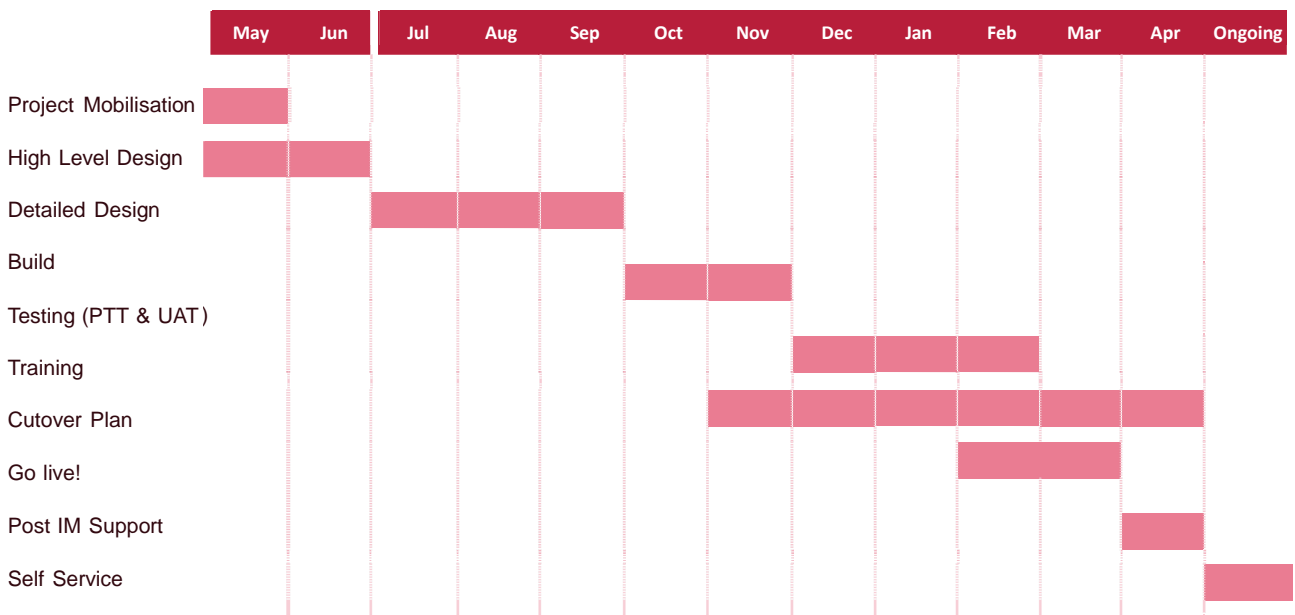 May Jun Jul Aug Sep Oct Nov Dec Jan Feb Mar Apr Ongoing
Project Mobilisation
High Level Design
Detailed Design
Build
Testing (PTT & UAT)
Training
Cutover Plan
Go live!
Post IM Support
Self Service